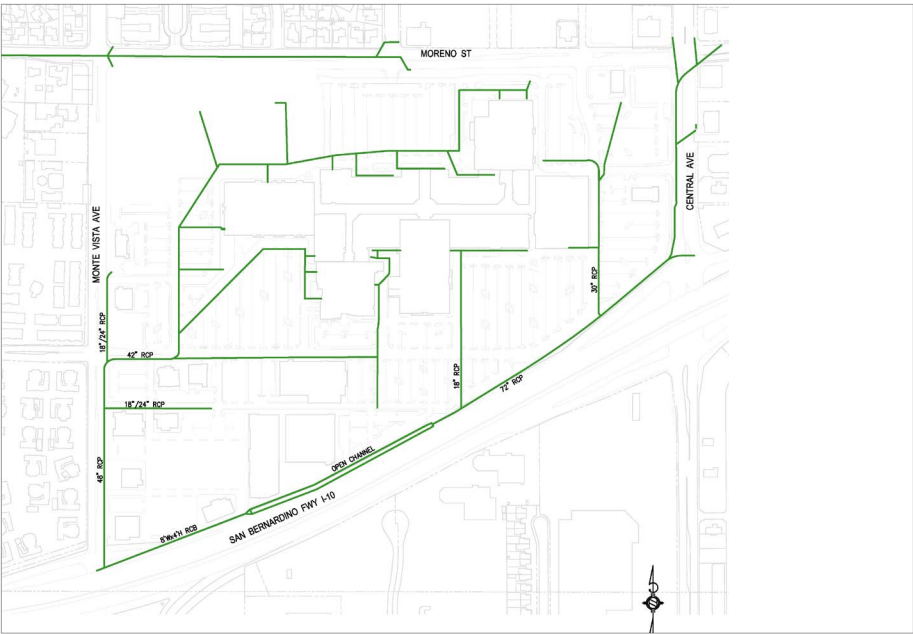 MORENO ST
CENTRAL AVE
MONTE VISTA AVE
30" RCP
18"/24" RCP
42" RCP
18" RCP
72" RCP
18"/24" RCP
OPEN CHANNEL
48" RCP
SAN BERNARDINO FWY I-10
8'Wx4'H RCB